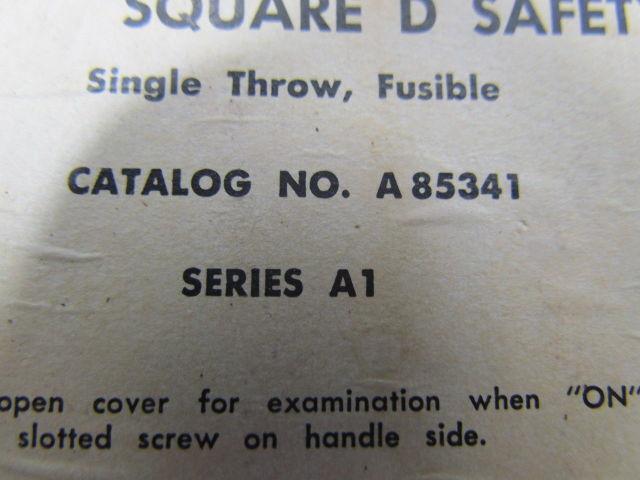 SQUARE D SAFETY
Single Throw, Fusible
CATALOG NO. A 85341
SERIES A1
open cover for examination when "ON"
slotted screw on handle side.